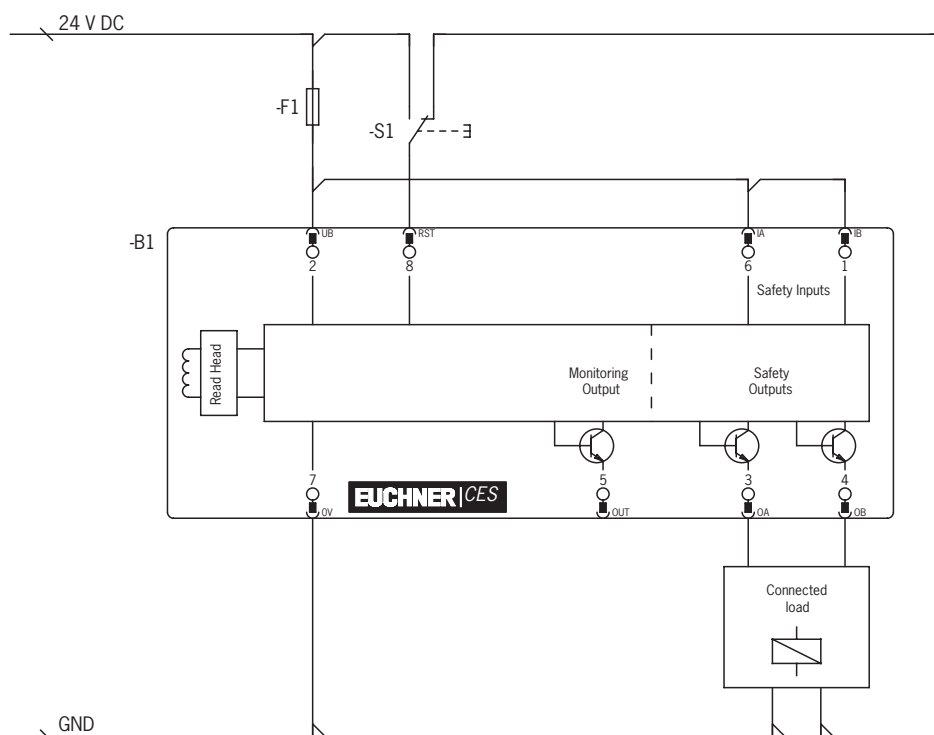 24 V DC
-F1
-S1
-B1
UB
RST
IA
IB
2
8
6
1
Safety Inputs
Read Head
Monitoring
Output
Safety
Outputs
7
5
3
4
EUCHNER CES
0V
OUT
OA
OB
Connected
load
GND